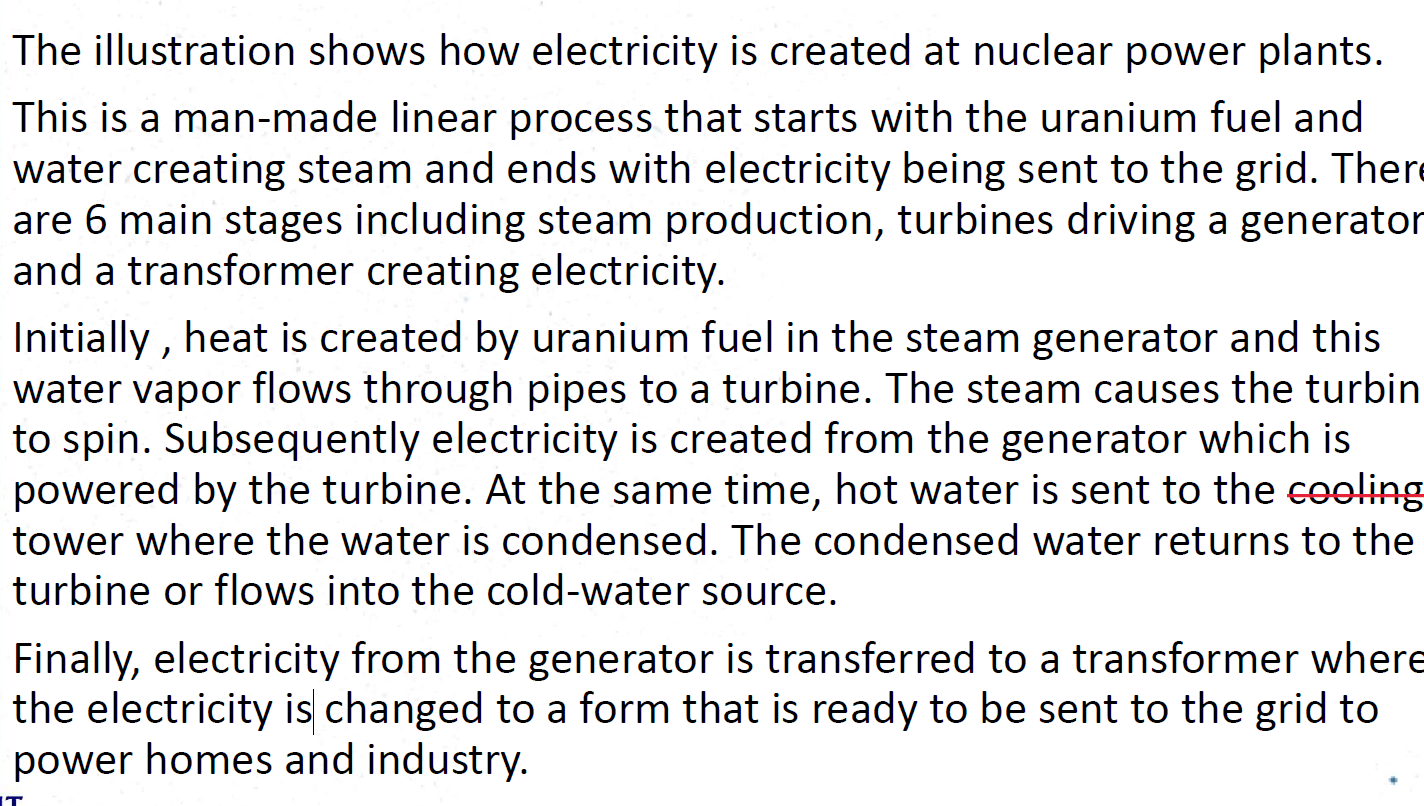 The illustration shows how electricity is created at nuclear power plants.
This is a man-made linear process that starts with the uranium fuel and
water creating steam and ends with electricity being sent to the grid. There
are 6 main stages including steam production, turbines driving a generator
and a transformer creating electricity.
Initially , heat is created by uranium fuel in the steam generator and this
water vapor flows through pipes to a turbine. The steam causes the turbin
to spin. Subsequently electricity is created from the generator which is
powered by the turbine. At the same time, hot water is sent to the cooling
tower where the water is condensed. The condensed water returns to the
turbine or flows into the cold-water source.
Finally, electricity from the generator is transferred to a transformer where
the electricity is changed to a form that is ready to be sent to the grid to
power homes and industry.